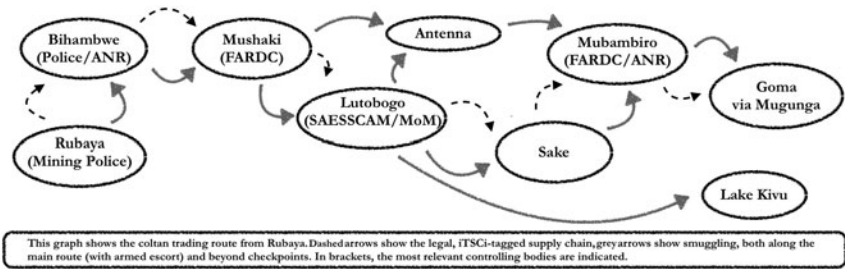 Bihambwe
(Police/ANR)
Mushaki
(FARDC)
Antenna
Mubambiro
(FARDC/ANR)
Goma
via Mugunga
Lutobogo
(SAESSCAM/MoM)
Rubaya
(Mining Police)
Sake
Lake Kivu
This graph shows the coltan trading route from Rubaya. Dashed arrows show the legal, iTSCi-tagged supply chain, grey arrows show smuggling, both along the
main route (with armed escort) and beyond checkpoints. In brackets, the most relevant controlling bodies are indicated.